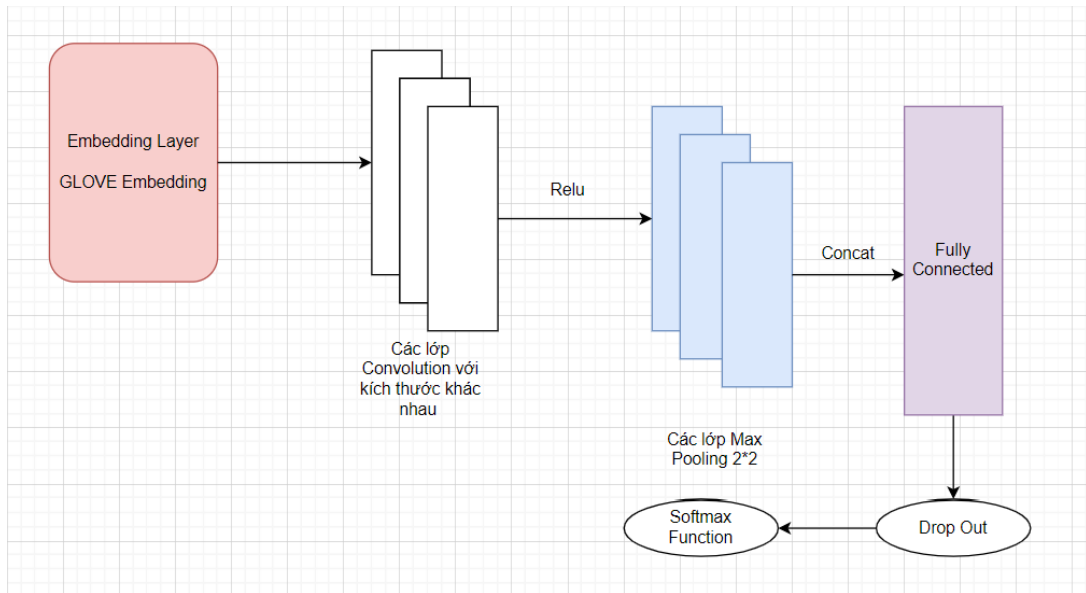 Embedding Layer
GLOVE Embedding
Các lớp
Convolution với
kích thước khác
nhau
Relu
Các lớp Max
Pooling 2*2
Concat
Fully
Connected
Drop Out
Softmax
Function